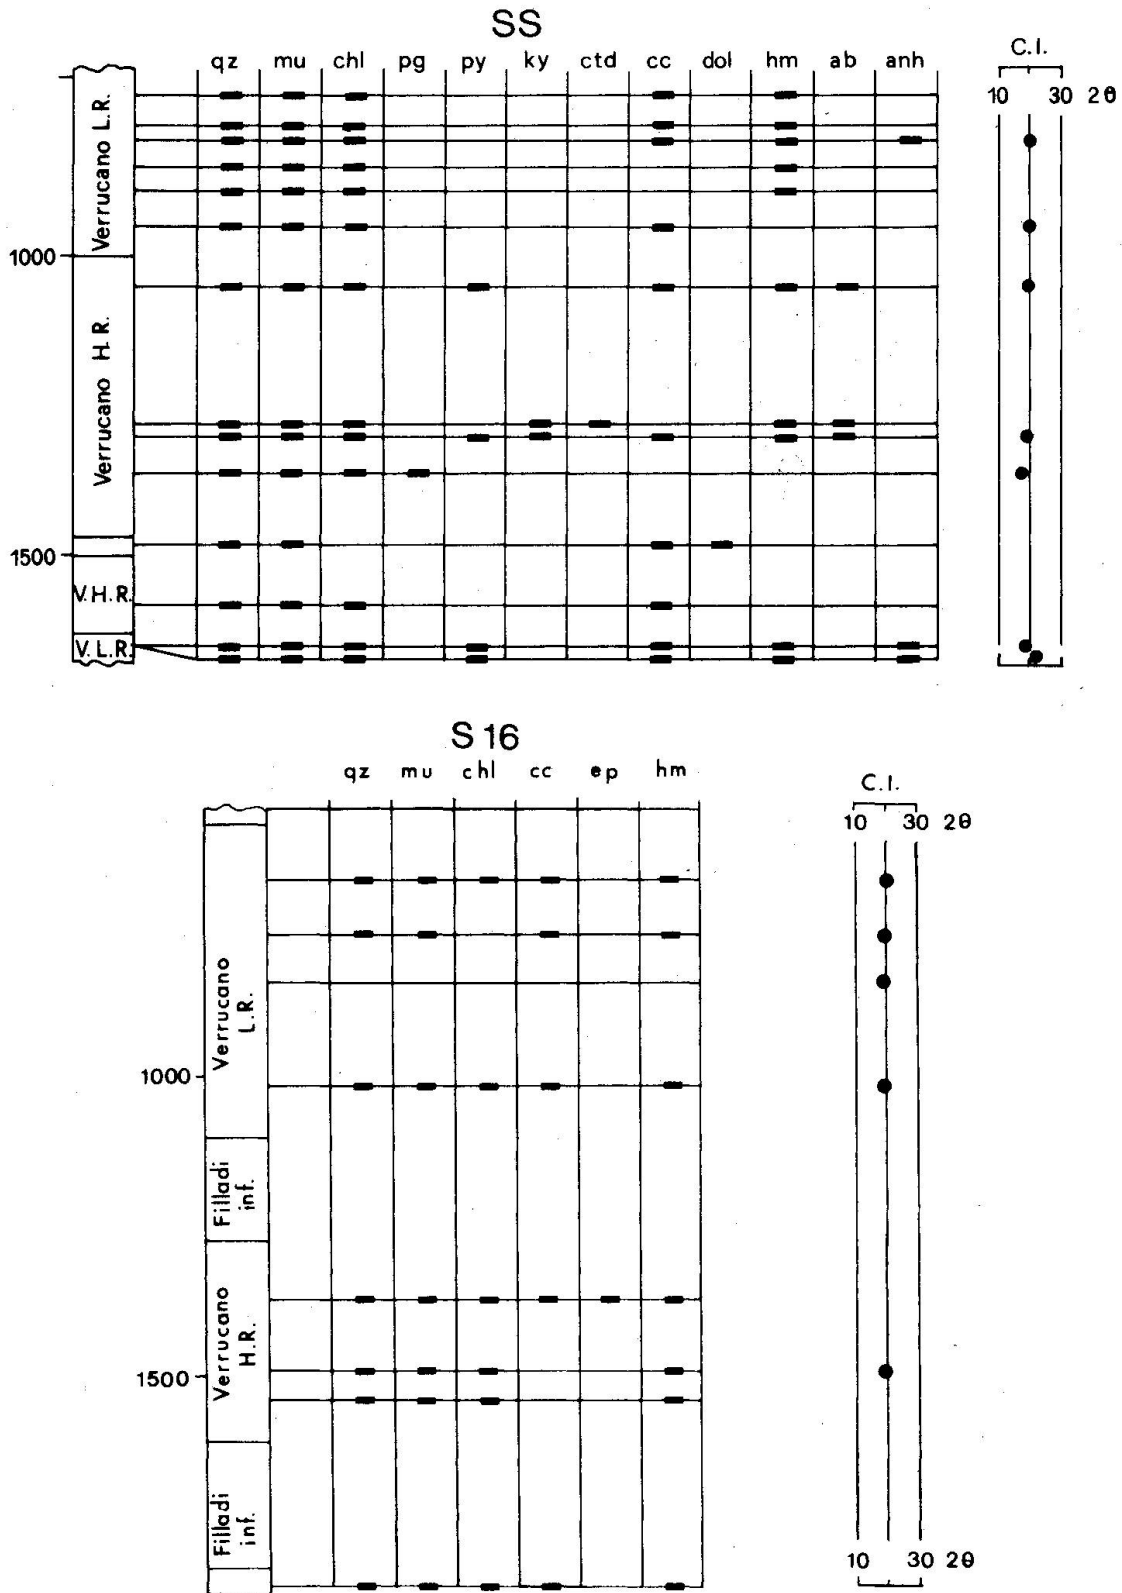 SS
qz mu chl pg py ky ctd cc dol hm ab anh
C.I.
10 30 2θ
Verrucano L.R.
1000
Verrucano H.R.
1500
V.H.R.
V.L.R.
S 16
qz mu chl cc ep hm
C.I.
10 30 2θ
Verrucano
L.R.
1000
Filladi
inf.
Verrucano
H.R.
1500
Filladi
inf.
10 30 2θ